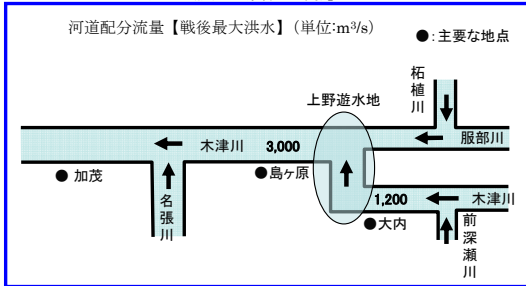 河道配分流量【戦後最大洪水】(単位:m³/s)
●:主要な地点
柘植川
上野遊水地
服部川
木津川
3,000
●加茂
●島ヶ原
名張川
1,200
木津川
●大内
前深瀬川